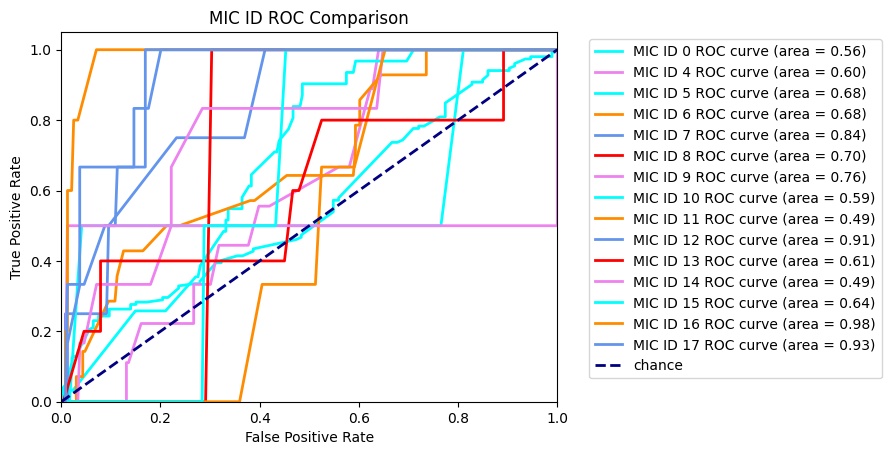 MIC ID ROC Comparison
True Positive Rate
1.0
0.8
0.6
0.4
0.2
0.0
0.0 0.2 0.4 0.6 0.8 1.0
False Positive Rate
MIC ID 0 ROC curve (area = 0.56)
MIC ID 4 ROC curve (area = 0.60)
MIC ID 5 ROC curve (area = 0.68)
MIC ID 6 ROC curve (area = 0.68)
MIC ID 7 ROC curve (area = 0.84)
MIC ID 8 ROC curve (area = 0.70)
MIC ID 9 ROC curve (area = 0.76)
MIC ID 10 ROC curve (area = 0.59)
MIC ID 11 ROC curve (area = 0.49)
MIC ID 12 ROC curve (area = 0.91)
MIC ID 13 ROC curve (area = 0.61)
MIC ID 14 ROC curve (area = 0.49)
MIC ID 15 ROC curve (area = 0.64)
MIC ID 16 ROC curve (area = 0.98)
MIC ID 17 ROC curve (area = 0.93)
chance